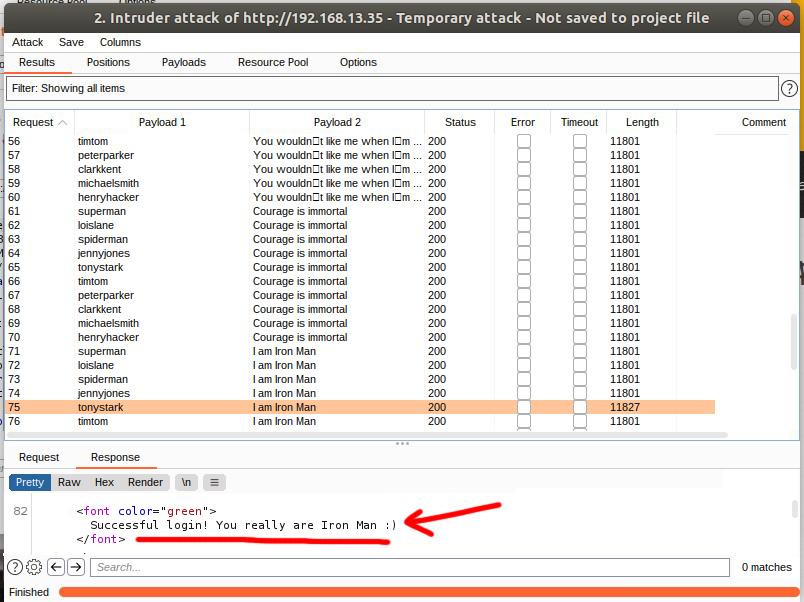 2. Intruder attack of http://192.168.13.35 - Temporary attack - Not saved to project file
Attack Save Columns
Results Positions Payloads Resource Pool Options
Filter: Showing all items
?
Request Payload 1 Payload 2 Status Error Timeout Length Comment
56 timtom You wouldn□t like me when I□m ... 200 11801
57 peterparker You wouldn□t like me when I□m ... 200 11801
58 clarkkent You wouldn□t like me when I□m ... 200 11801
59 michaelsmith You wouldn□t like me when I□m ... 200 11801
60 henryhacker You wouldn□t like me when I□m ... 200 11801
61 superman Courage is immortal 200 11801
62 loislane Courage is immortal 200 11801
63 spiderman Courage is immortal 200 11801
64 jennyjones Courage is immortal 200 11801
65 tonystark Courage is immortal 200 11801
66 timtom Courage is immortal 200 11801
67 peterparker Courage is immortal 200 11801
68 clarkkent Courage is immortal 200 11801
69 michaelsmith Courage is immortal 200 11801
70 henryhacker Courage is immortal 200 11801
71 superman I am Iron Man 200 11801
72 loislane I am Iron Man 200 11801
73 spiderman I am Iron Man 200 11801
74 jennyjones I am Iron Man 200 11801
75 tonystark I am Iron Man 200 11827
76 timtom I am Iron Man 200 11801
Request Response
Pretty Raw Hex Render \n
82 <font color="green">
Successful login! You really are Iron Man :)
</font>
? Search... 0 matches
Finished